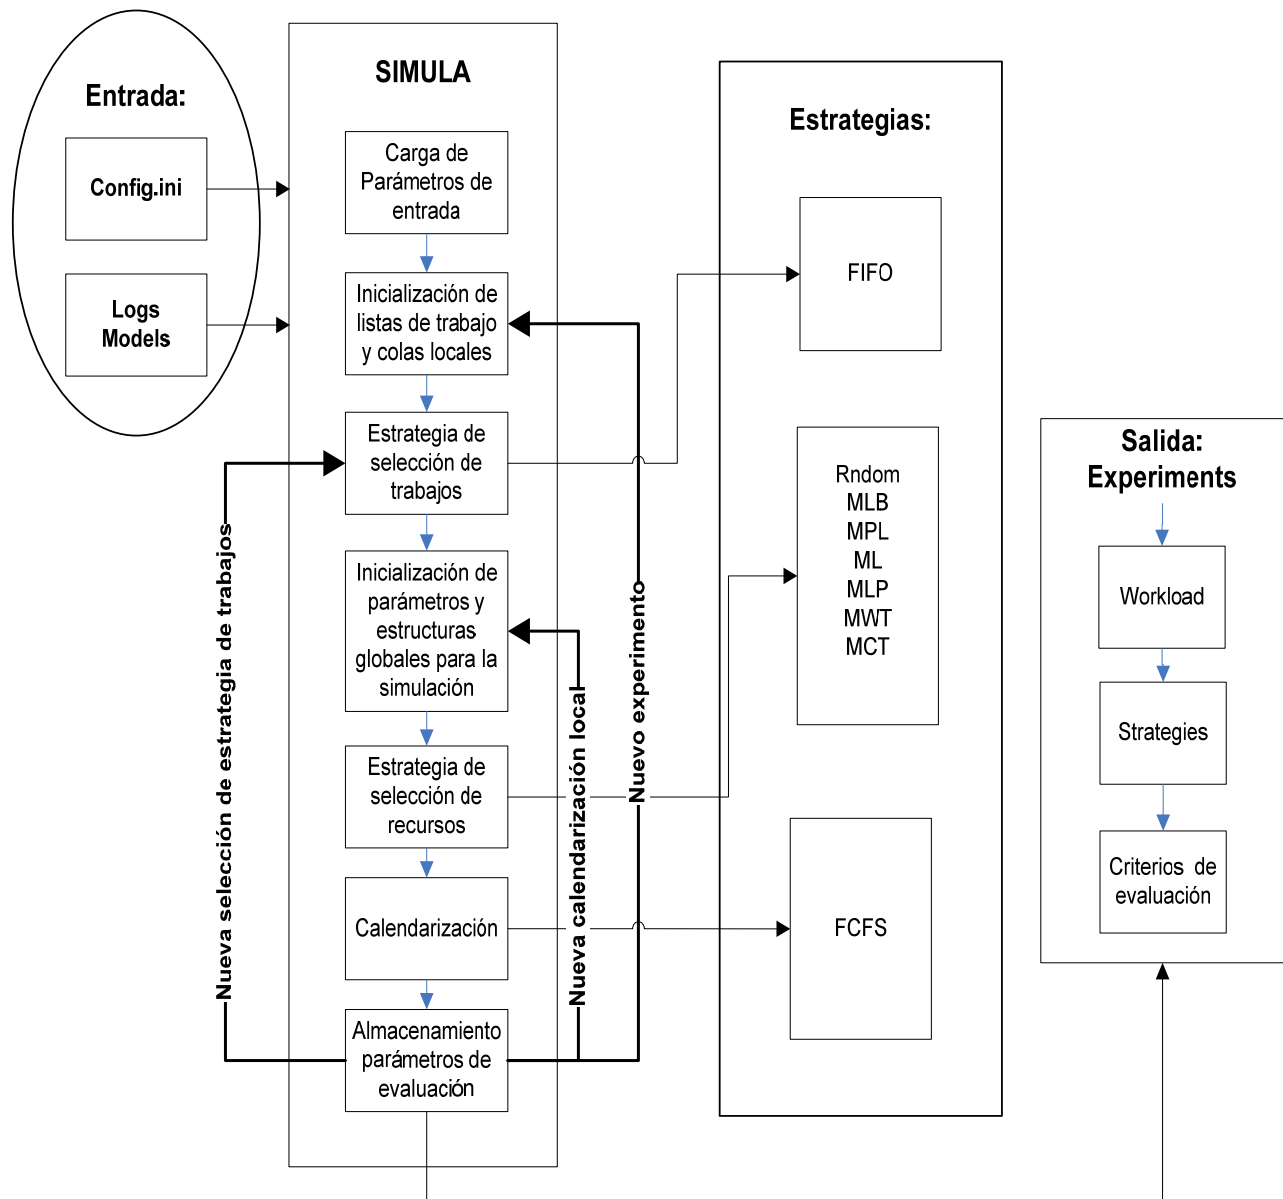 Entrada:
Config.ini
Logs
Models
SIMULA
Carga de
Parámetros de
entrada
Inicialización de
listas de trabajo
y colas locales
Estrategia de
selección de
trabajos
Inicialización de
parámetros y
estructuras
globales para la
simulación
Estrategia de
selección de
recursos
Calendarización
Almacenamiento
parámetros de
evaluación
Nueva selección de estrategia de trabajos
Nueva calendarización local
Nuevo experimento
Estrategias:
FIFO
Rndom
MLB
MPL
ML
MLP
MWT
MCT
FCFS
Salida:
Experiments
Workload
Strategies
Criterios de
evaluación